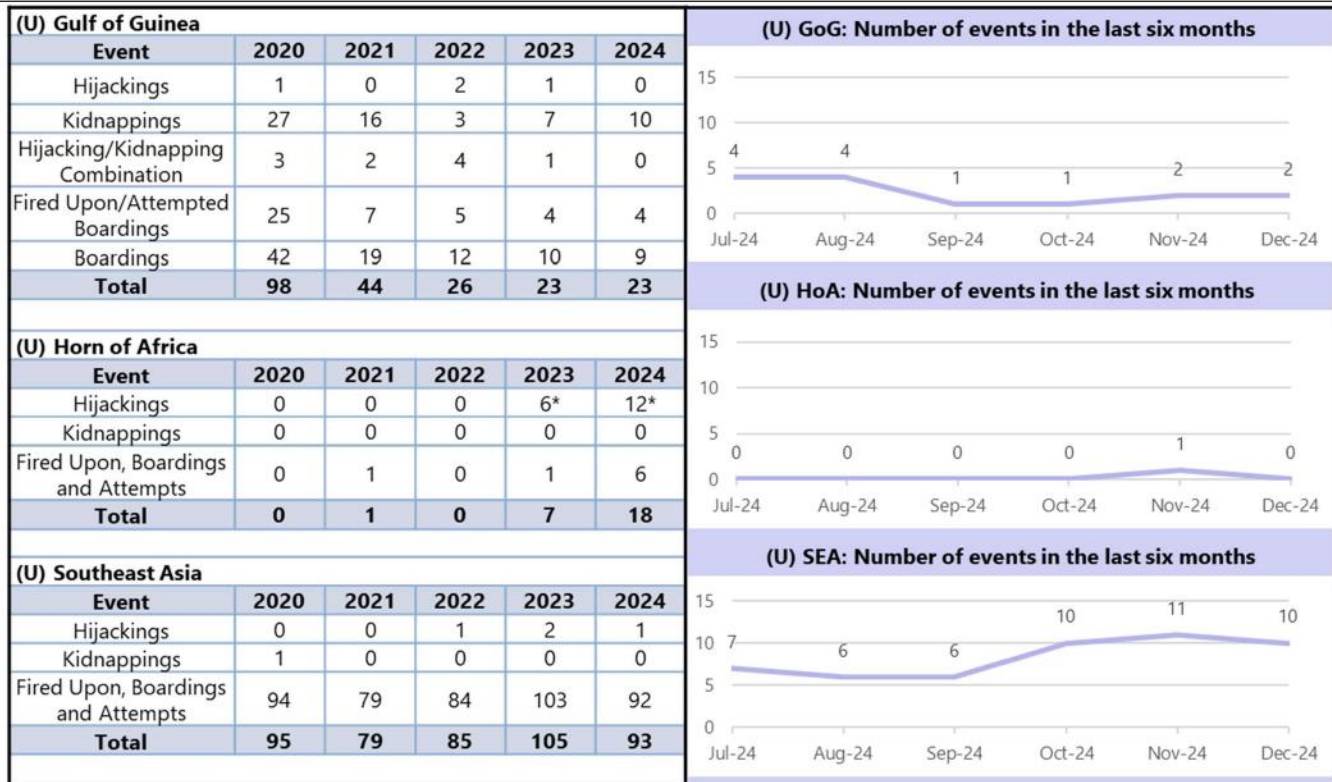 (U) Gulf of Guinea
Event 2020 2021 2022 2023 2024
Hijackings 1 0 2 1 0
Kidnappings 27 16 3 7 10
Hijacking/Kidnapping
Combination 3 2 4 1 0
Fired Upon/Attempted
Boardings 25 7 5 4 4
Boardings 42 19 12 10 9
Total 98 44 26 23 23
(U) Horn of Africa
Event 2020 2021 2022 2023 2024
Hijackings 0 0 0 6* 12*
Kidnappings 0 0 0 0 0
Fired Upon, Boardings
and Attempts 0 1 0 1 6
Total 0 1 0 7 18
(U) Southeast Asia
Event 2020 2021 2022 2023 2024
Hijackings 0 0 1 2 1
Kidnappings 1 0 0 0 0
Fired Upon, Boardings
and Attempts 94 79 84 103 92
Total 95 79 85 105 93
(U) GoG: Number of events in the last six months
15
10
5
0
4 4 1 1 2 2
Jul-24 Aug-24 Sep-24 Oct-24 Nov-24 Dec-24
(U) HoA: Number of events in the last six months
15
10
5
0
0 0 0 0 1 0
Jul-24 Aug-24 Sep-24 Oct-24 Nov-24 Dec-24
(U) SEA: Number of events in the last six months
15
10
5
0
7 6 6 10 11 10
Jul-24 Aug-24 Sep-24 Oct-24 Nov-24 Dec-24